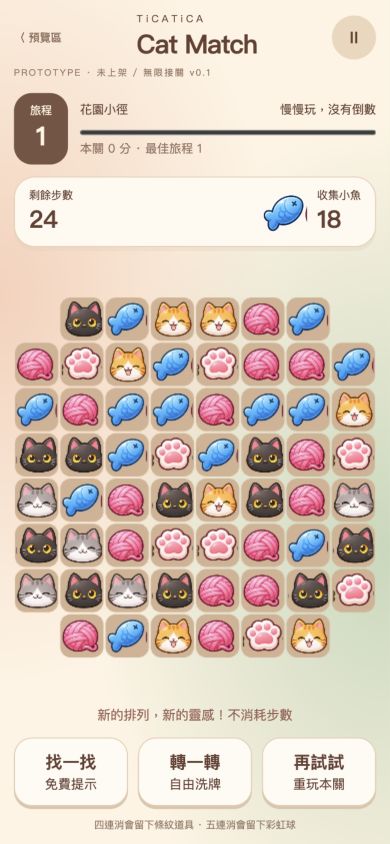 TiCATiCA
〈 預覽區
Cat Match
PROTOTYPE · 未上架 / 無限接關 v0.1
旅程
1
花園小徑
慢慢玩，沒有倒數
本關 0 分 · 最佳旅程 1
剩餘步數
24
收集小魚
18
新的排列，新的靈感！不消耗步數
找一找
免費提示
轉一轉
自由洗牌
再試試
重玩本關
四連消會留下條紋道具 · 五連消會留下彩虹球